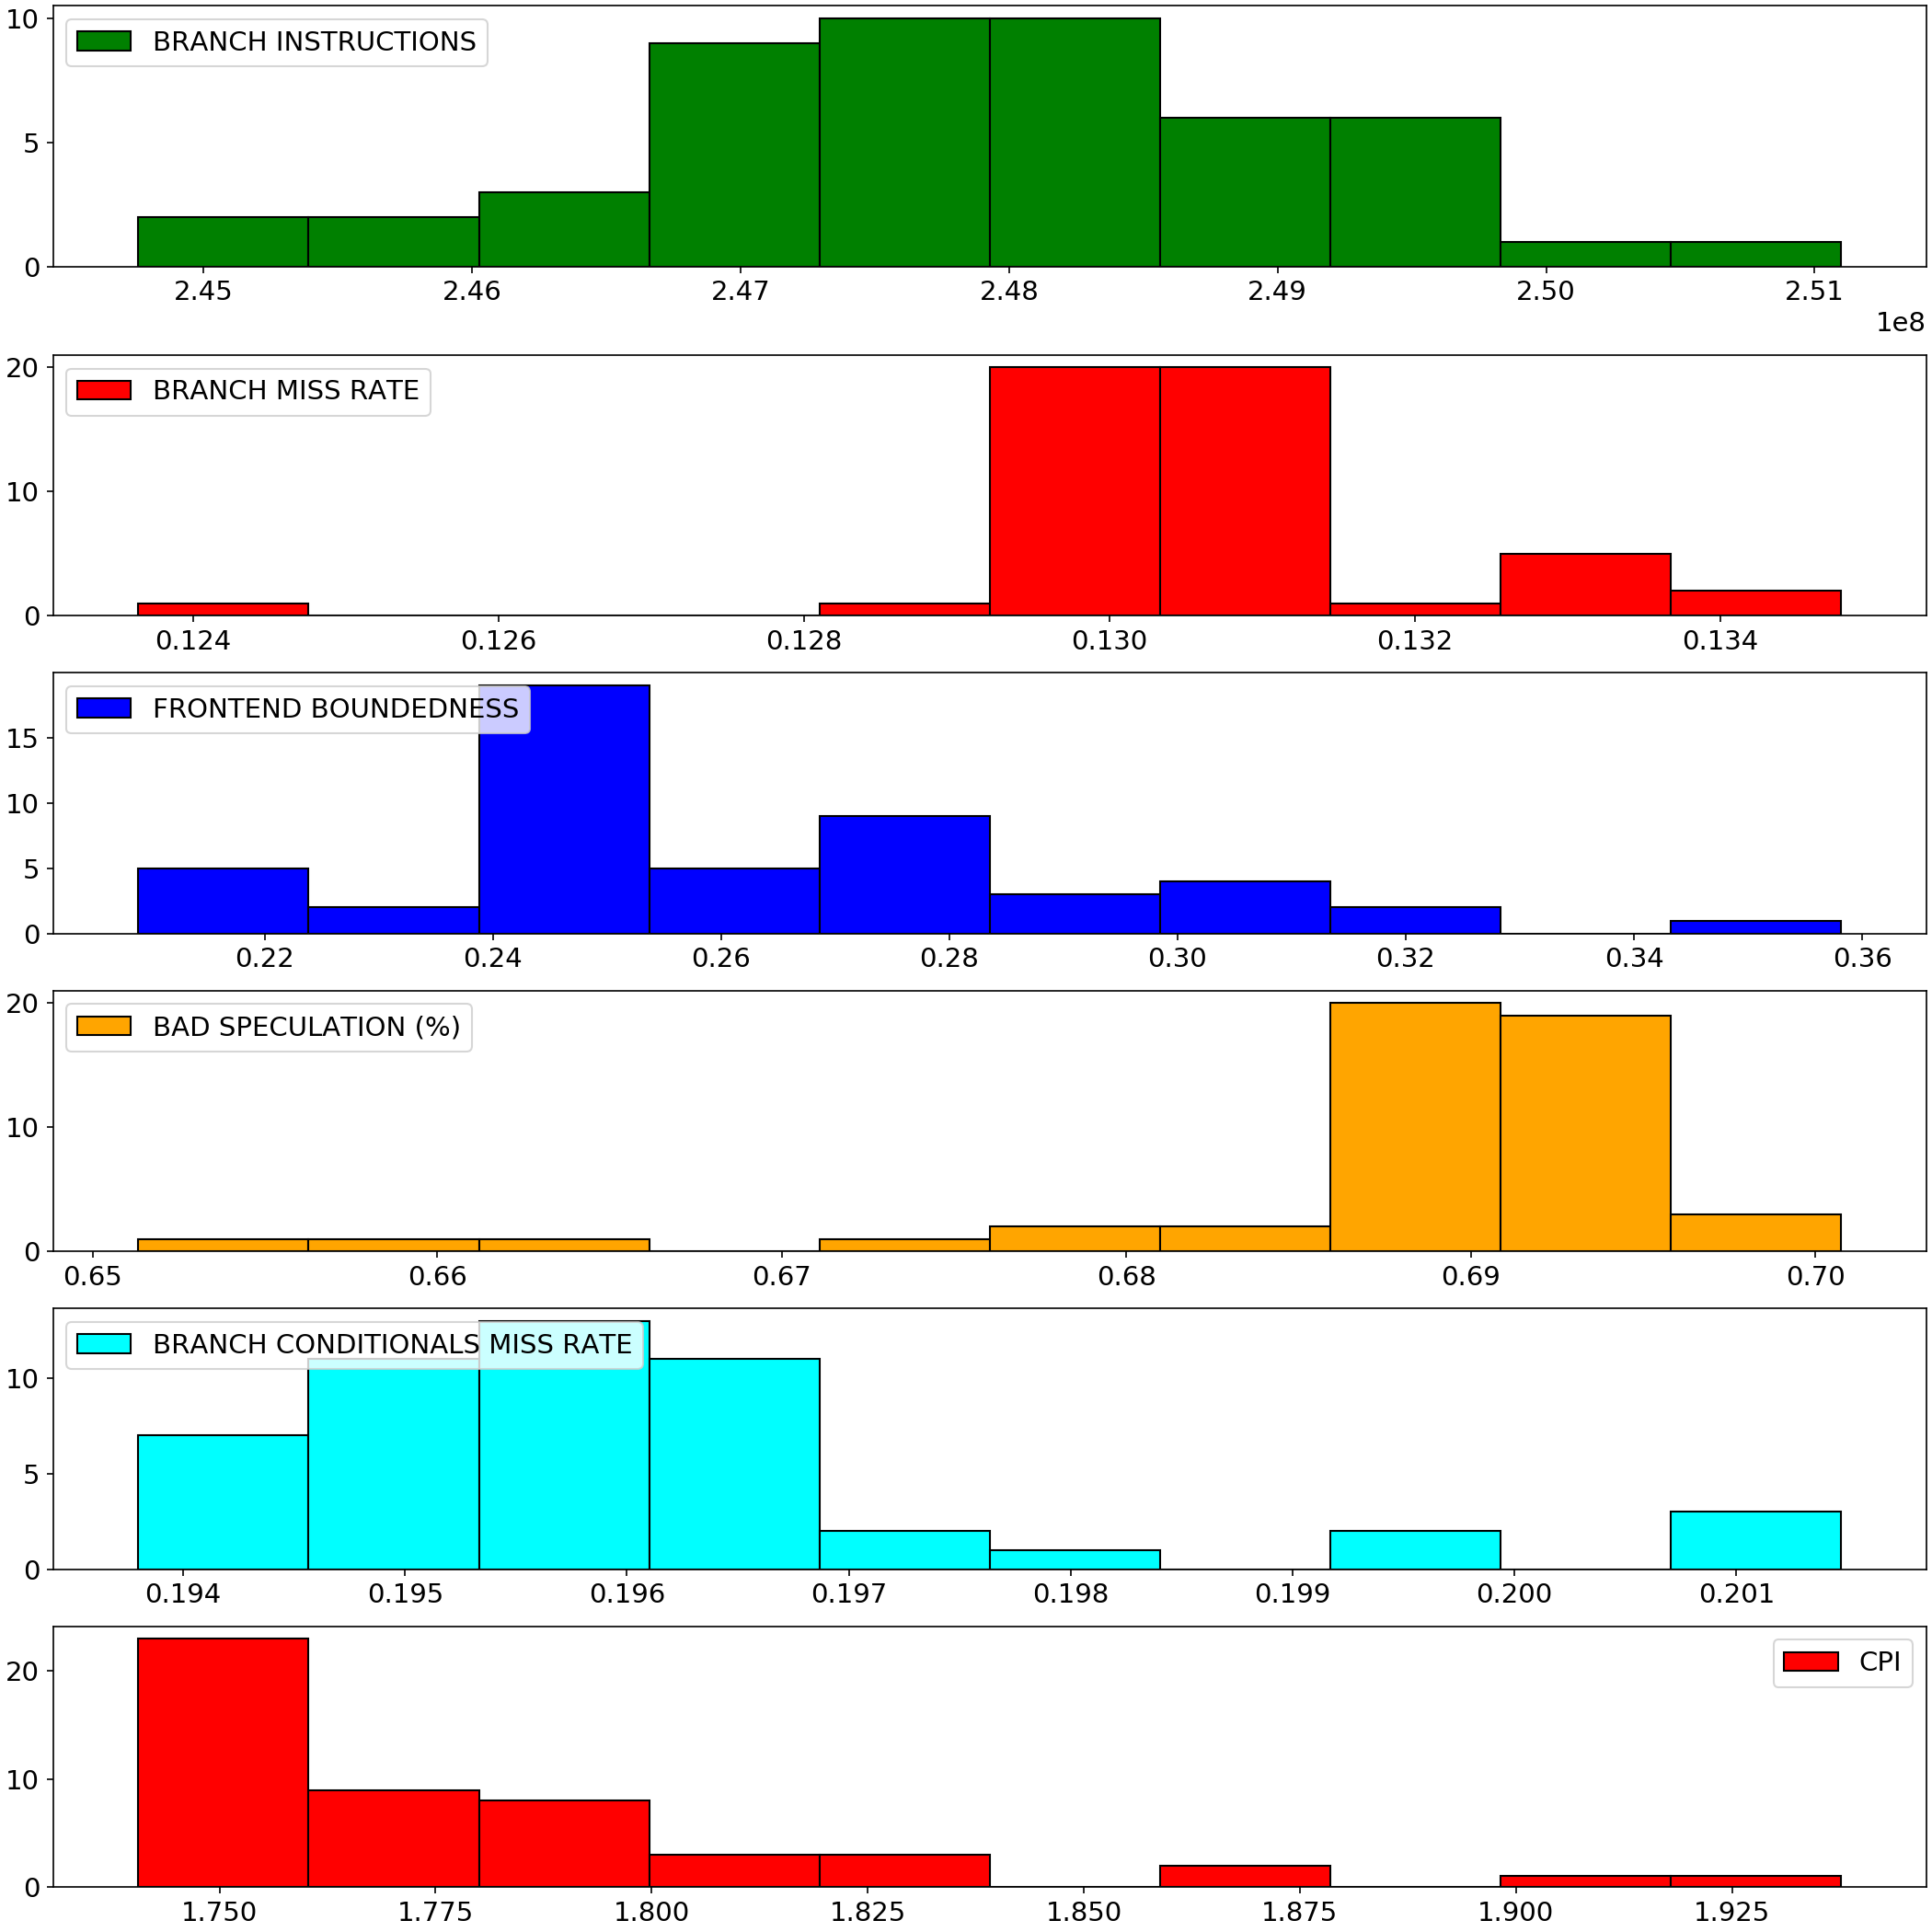 10
BRANCH INSTRUCTIONS
5
0
2.45 2.46 2.47 2.48 2.49 2.50 2.51
1e8
20
BRANCH MISS RATE
10
0
0.124 0.126 0.128 0.130 0.132 0.134
FRONTEND BOUNDEDNESS
15
10
5
0
0.22 0.24 0.26 0.28 0.30 0.32 0.34 0.36
20
BAD SPECULATION (%)
10
0
0.65 0.66 0.67 0.68 0.69 0.70
BRANCH CONDITIONALS MISS RATE
10
5
0
0.194 0.195 0.196 0.197 0.198 0.199 0.200 0.201
CPI
20
10
0
1.750 1.775 1.800 1.825 1.850 1.875 1.900 1.925